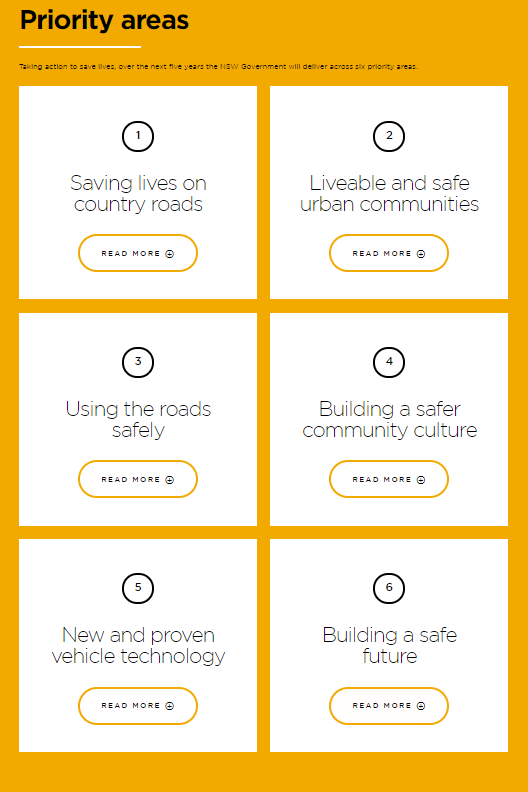 Priority areas
Taking action to save lives, over the next five years the NSW Government will deliver across six priority areas.
1
Saving lives on
country roads
READ MORE
2
Liveable and safe
urban communities
READ MORE
3
Using the roads
safely
READ MORE
4
Building a safer
community culture
READ MORE
5
New and proven
vehicle technology
READ MORE
6
Building a safe
future
READ MORE